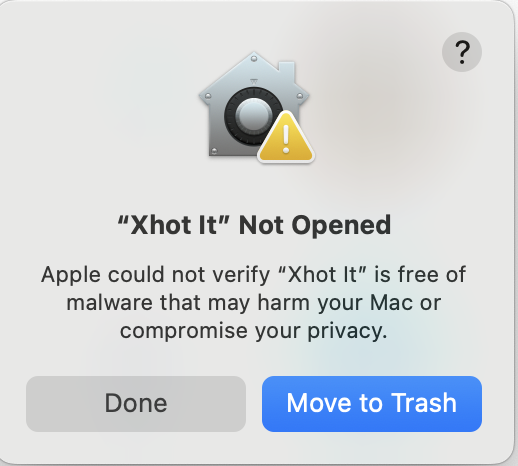 ?
“Xhot It” Not Opened
Apple could not verify “Xhot It” is free of
malware that may harm your Mac or
compromise your privacy.
Done
Move to Trash